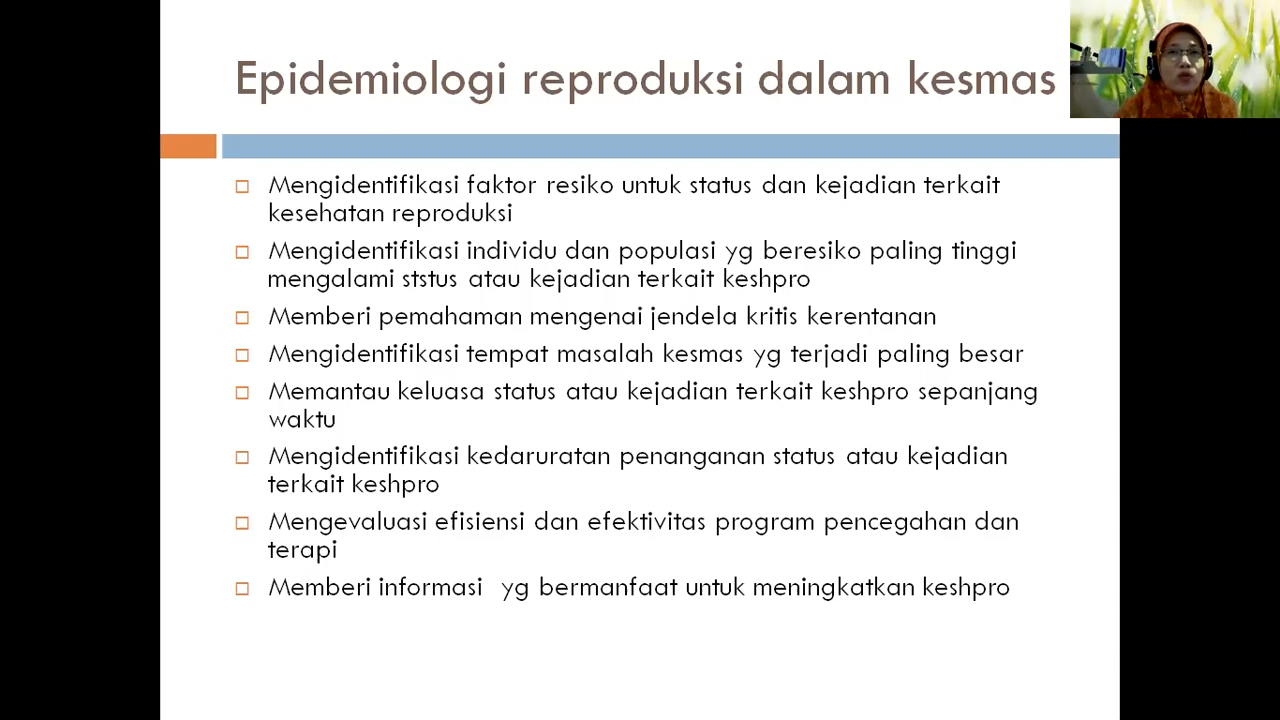 Epidemiologi reproduksi dalam kesmas
Mengidentifikasi faktor resiko untuk status dan kejadian terkait
kesehatan reproduksi
Mengidentifikasi individu dan populasi yg beresiko paling tinggi
mengalami ststus atau kejadian terkait keshpro
Memberi pemahaman mengenai jendela kritis kerentanan
Mengidentifikasi tempat masalah kesmas yg terjadi paling besar
Memantau keluasa status atau kejadian terkait keshpro sepanjang
waktu
Mengidentifikasi kedaruratan penanganan status atau kejadian
terkait keshpro
Mengevaluasi efisiensi dan efektivitas program pencegahan dan
terapi
Memberi informasi yg bermanfaat untuk meningkatkan keshpro